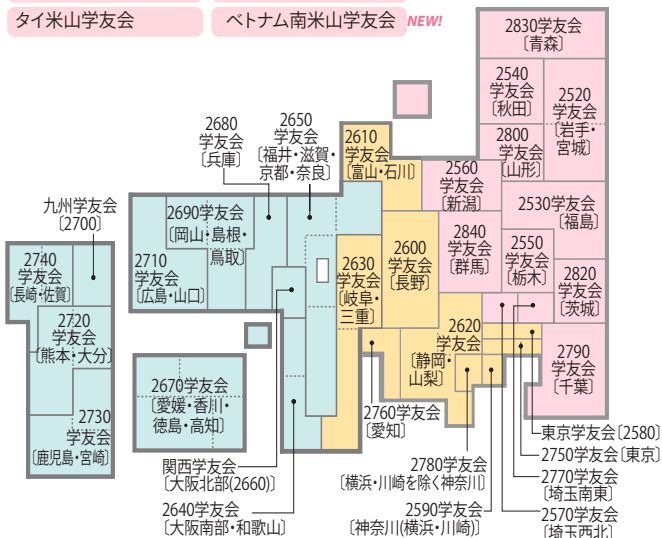 タイ米山学友会
ベトナム南米山学友会 NEW!
2830学友会
〔青森〕
2540
学友会
〔秋田〕
2520
学友会
〔岩手・
宮城〕
2800
学友会
〔山形〕
2680
学友会
〔兵庫〕
2650
学友会
〔福井・滋賀・
京都・奈良〕
2610
学友会
〔富山・石川〕
2560
学友会
〔新潟〕
2530学友会
〔福島〕
九州学友会
〔2700〕
2690学友会
〔岡山・島根・
鳥取〕
2840
学友会
〔群馬〕
2550
学友会
〔栃木〕
2740
学友会
〔長崎・佐賀〕
2710
学友会
〔広島・山口〕
2630
学友会
〔岐阜・
三重〕
2600
学友会
〔長野〕
2820
学友会
〔茨城〕
2720
学友会
〔熊本・大分〕
2620
学友会
〔静岡・
山梨〕
2790
学友会
〔千葉〕
2670学友会
〔愛媛・香川・
徳島・高知〕
2730
学友会
〔鹿児島・宮崎〕
2760学友会
〔愛知〕
東京学友会〔2580〕
2750学友会〔東京〕
関西学友会
〔大阪北部(2660)〕
2780学友会
〔横浜・川崎を除く神奈川〕
2770学友会
〔埼玉南東〕
2640学友会
〔大阪南部・和歌山〕
2590学友会
〔神奈川(横浜・川崎)〕
2570学友会
〔埼玉西北〕